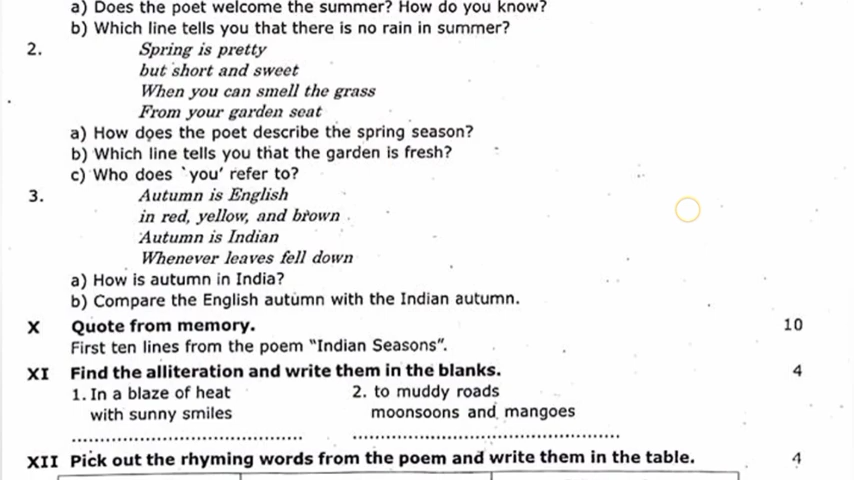 a) Does the poet welcome the summer? How do you know?
b) Which line tells you that there is no rain in summer?
2. Spring is pretty
but short and sweet
When you can smell the grass
From your garden seat
a) How does the poet describe the spring season?
b) Which line tells you that the garden is fresh?
c) Who does `you' refer to?
3. Autumn is English
in red, yellow, and brown
Autumn is Indian
Whenever leaves fell down
a) How is autumn in India?
b) Compare the English autumn with the Indian autumn.
X Quote from memory. 10
First ten lines from the poem “Indian Seasons”.
XI Find the alliteration and write them in the blanks. 4
1. In a blaze of heat 2. to muddy roads
with sunny smiles moonsoons and mangoes
XII Pick out the rhyming words from the poem and write them in the table. 4